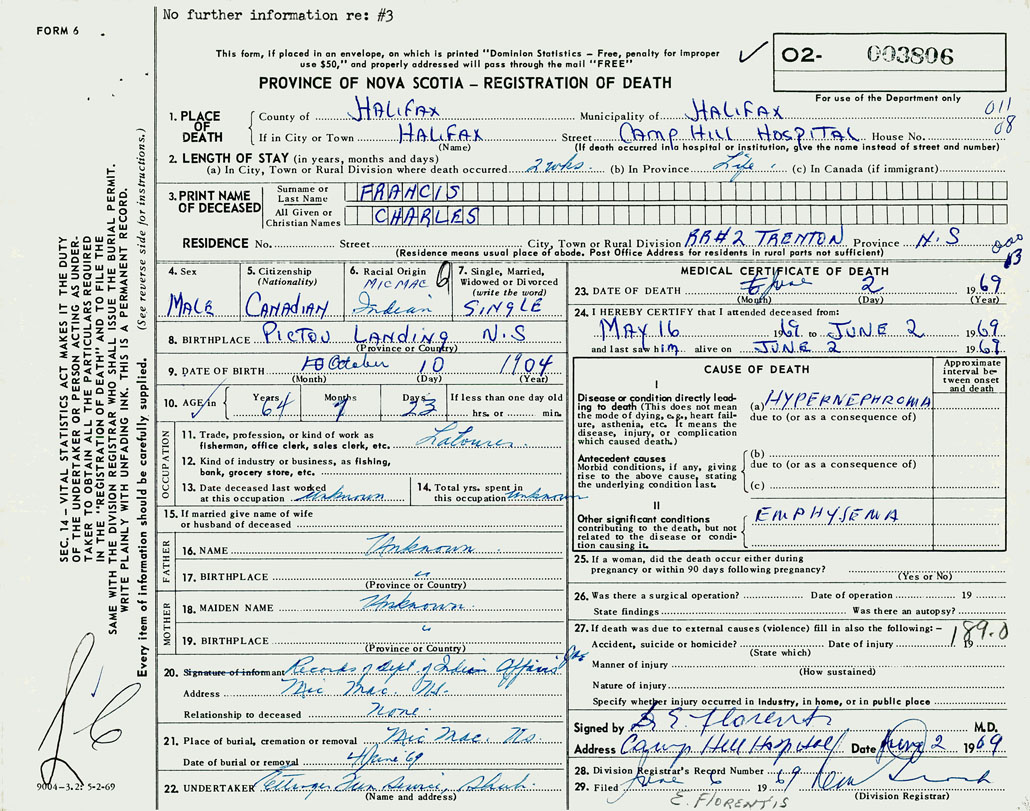 No further information re: #3
FORM 6
This form, if placed in an envelope, on which is printed "Dominion Statistics - Free, penalty for improper
use $50," and properly addressed will pass through the mail "FREE"
O2- 003806
PROVINCE OF NOVA SCOTIA - REGISTRATION OF DEATH
For use of the Department only
011
08
1. PLACE OF DEATH
County of HALIFAX Municipality of HALIFAX
If in City or Town HALIFAX Street CAMP HILL HOSPITAL House No.
(Name) (If death occurred in a hospital or institution, give the name instead of street and number)
2. LENGTH OF STAY (in years, months and days)
(a) In City, Town or Rural Division where death occurred 2 wks. (b) In Province Life. (c) In Canada (if immigrant)
3. PRINT NAME OF DECEASED
Surname or Last Name FRANCIS
All Given or Christian Names CHARLES
RESIDENCE No. Street City, Town or Rural Division RR#2 TRENTON Province N.S
(Residence means usual place of abode. Post Office Address for residents in rural parts not sufficient)
13
4. Sex MALE
5. Citizenship (Nationality) CANADIAN
6. Racial Origin MICMAC Indian
7. Single, Married, Widowed or Divorced (write the word) SINGLE
8. BIRTHPLACE PICTOU LANDING N.S
(Province or Country)
9. DATE OF BIRTH October 10 1904
(Month) (Day) (Year)
10. AGE in Years 64 Months 7 Days 23 If less than one day old
hrs. or min.
OCCUPATION
11. Trade, profession, or kind of work as
fisherman, office clerk, sales clerk, etc. Labourer
12. Kind of industry or business, as fishing,
bank, grocery store, etc.
13. Date deceased last worked
at this occupation unknown
14. Total yrs. spent in
this occupation unknown
15. If married give name of wife
or husband of deceased
FATHER
16. NAME Unknown
17. BIRTHPLACE "
(Province or Country)
MOTHER
18. MAIDEN NAME Unknown
19. BIRTHPLACE "
(Province or Country)
20. Signature of informant Records of Dept. of Indian Affairs
Address Mic Mac. Ns.
Relationship to deceased None.
21. Place of burial, cremation or removal Mic Mac. Ns.
Date of burial or removal 4 June '69
22. UNDERTAKER
(Name and address)
MEDICAL CERTIFICATE OF DEATH
23. DATE OF DEATH June 2 1969
(Month) (Day) (Year)
24. I HEREBY CERTIFY that I attended deceased from:
MAY 16 19 to JUNE 2 1969
and last saw him alive on JUNE 2 1969
CAUSE OF DEATH
Approximate interval between onset and death
I
Disease or condition directly leading
to death (This does not mean
the mode of dying, e.g., heart failure,
asthenia, etc. It means the
disease, injury, or complication
which caused death.)
(a) HYPERNEPHROMA
due to (or as a consequence of)
Antecedent causes
Morbid conditions, if any, giving
rise to the above cause, stating
the underlying condition last.
(b)
due to (or as a consequence of)
(c)
II
Other significant conditions
contributing to the death, but not
related to the disease or condition
causing it.
EMPHYSEMA
25. If a woman, did the death occur either during
pregnancy or within 90 days following pregnancy?
(Yes or No)
26. Was there a surgical operation? Date of operation 19
State findings Was there an autopsy?
27. If death was due to external causes (violence) fill in also the following:-
189.0
Accident, suicide or homicide? Date of injury 19
(State which)
Manner of injury
(How sustained)
Nature of injury
Specify whether injury occurred in industry, in home, or in public place
Signed by E. Florentis M.D.
Address Camp Hill Hospital Date June 2 1969
28. Division Registrar's Record Number
29. Filed June 6 1969
(Division Registrar)
E. FLORENTIS
SEC. 14 - VITAL STATISTICS ACT MAKES IT THE DUTY
OF THE UNDERTAKER OR PERSON ACTING AS UNDERTAKER
TO OBTAIN ALL THE PARTICULARS REQUIRED
IN THE "REGISTRATION OF DEATH" AND TO FILE THE
SAME WITH THE DIVISION REGISTRAR WHO SHALL ISSUE THE BURIAL PERMIT.
WRITE PLAINLY WITH UNFADING INK. THIS IS A PERMANENT RECORD.
Every item of information should be carefully supplied. (See reverse side for instructions.)
9004-3.2: 5-2-69